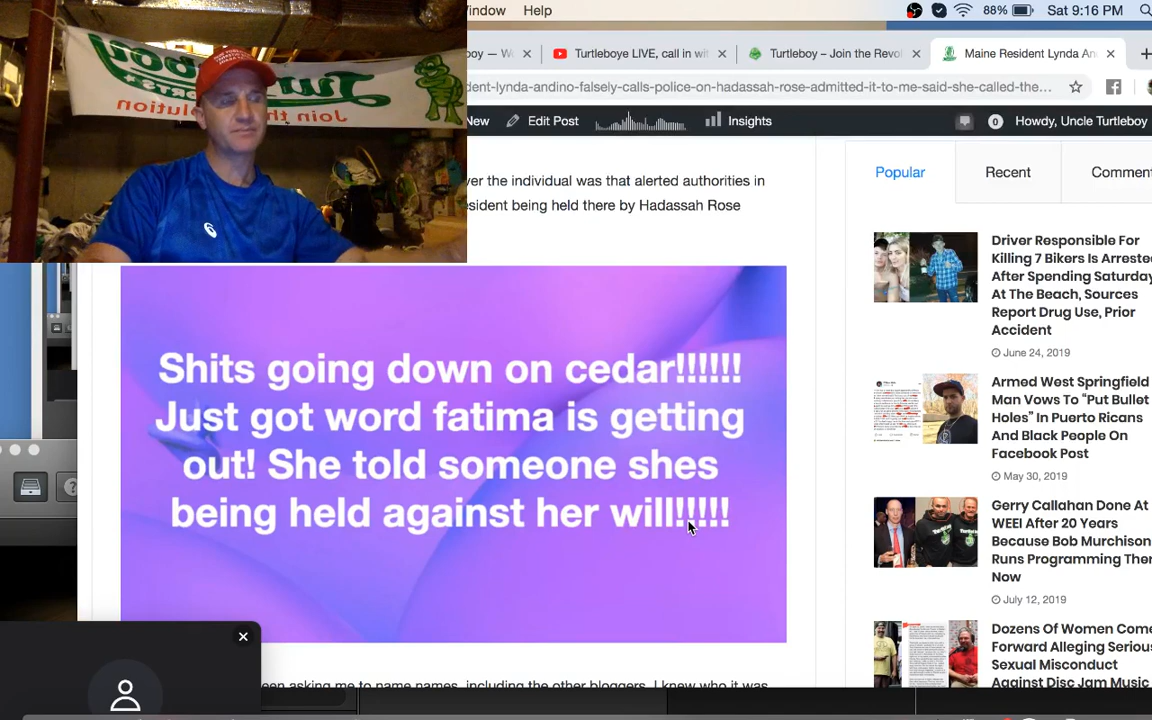 indow Help
88%
Sat 9:16 PM
boy — W
Turtleboye LIVE, call in wit
Turtleboy – Join the Revol
Maine Resident Lynda An
dent-lynda-andino-falsely-calls-police-on-hadassah-rose-admitted-it-to-me-said-she-called-the...
New
Edit Post
Insights
0
Howdy, Uncle Turtleboy
ver the individual was that alerted authorities in
esident being held there by Hadassah Rose
Join the
olution
Shits going down on cedar!!!!!!
Just got word fatima is getting
out! She told someone shes
being held against her will!!!!!!
Popular
Recent
Comment
Driver Responsible For
Killing 7 Bikers Is Arreste
After Spending Saturday
At The Beach, Sources
Report Drug Use, Prior
Accident
June 24, 2019
Armed West Springfield
Man Vows To “Put Bullet
Holes” In Puerto Ricans
And Black People On
Facebook Post
May 30, 2019
Gerry Callahan Done At
WEEI After 20 Years
Because Bob Murchison
Runs Programming Ther
Now
July 12, 2019
Dozens Of Women Come
Forward Alleging Serious
Sexual Misconduct
Against Disc Jam Music